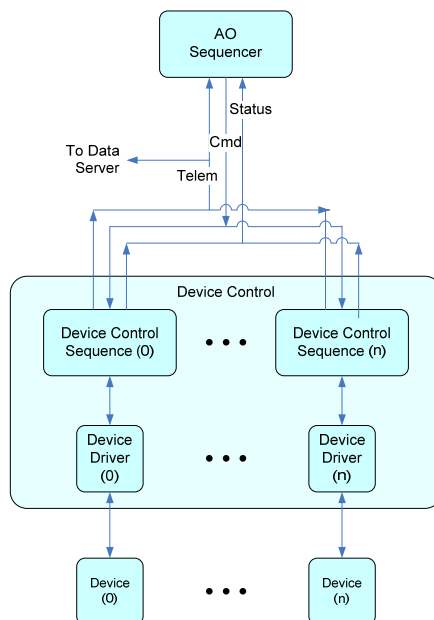 AO
Sequencer
Status
Cmd
To Data
Server
Telem
Device Control
Device Control
Sequence (0)
• • •
Device Control
Sequence (n)
Device
Driver
(0)
• • •
Device
Driver
(n)
Device
(0)
• • •
Device
(n)